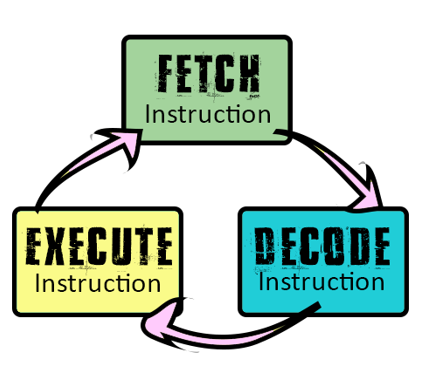 FETCH
Instruction
EXECUTE
Instruction
DECODE
Instruction